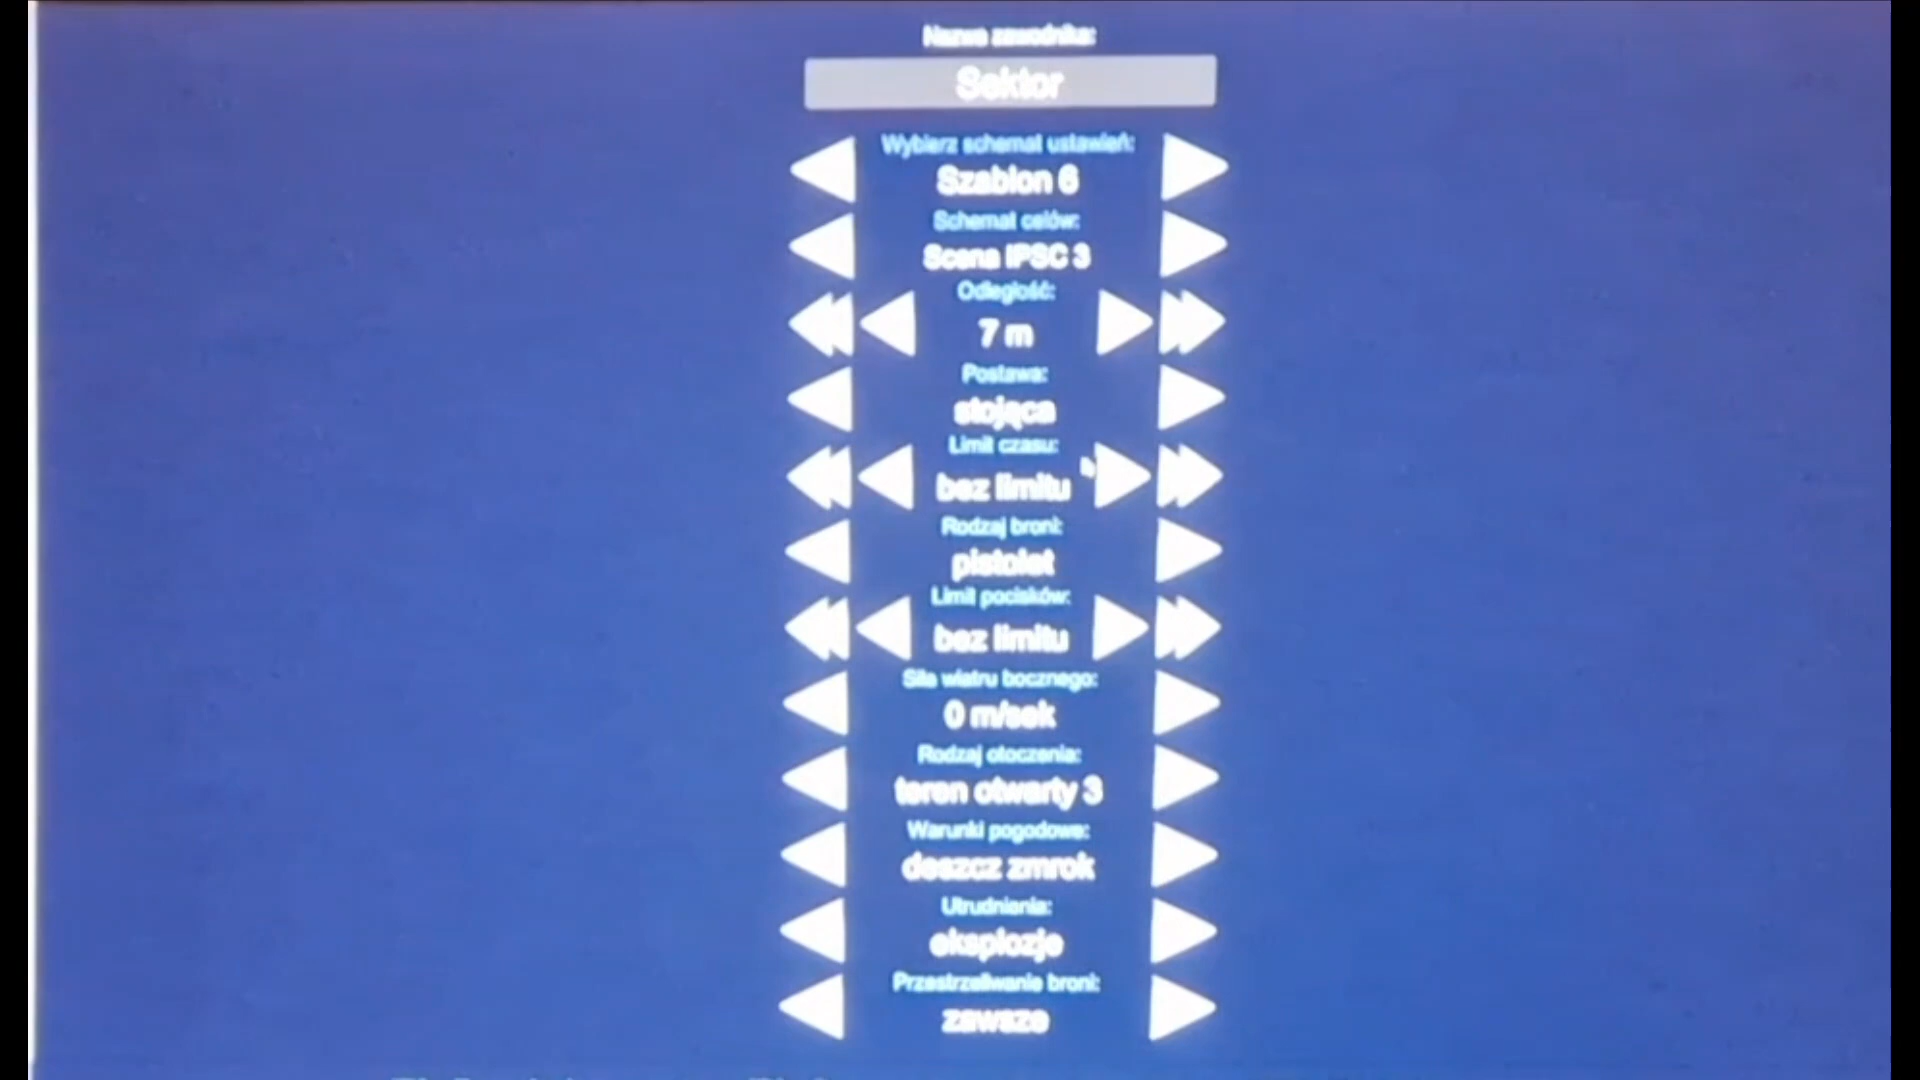 Nazwa zawodnika:
Sektor
Wybierz schemat ustawień:
Szablon 6
Schemat celów:
Scena IPSC 3
Odległość:
7 m
Postawa:
stojąca
Limit czasu:
bez limitu
Rodzaj broni:
pistolet
Limit pocisków:
bez limitu
Siła wiatru bocznego:
0 m/sek
Rodzaj otoczenia:
teren otwarty 3
Warunki pogodowe:
deszcz zmrok
Utrudniania:
eksplozje
Przestrzeliwanie broni:
zawsze